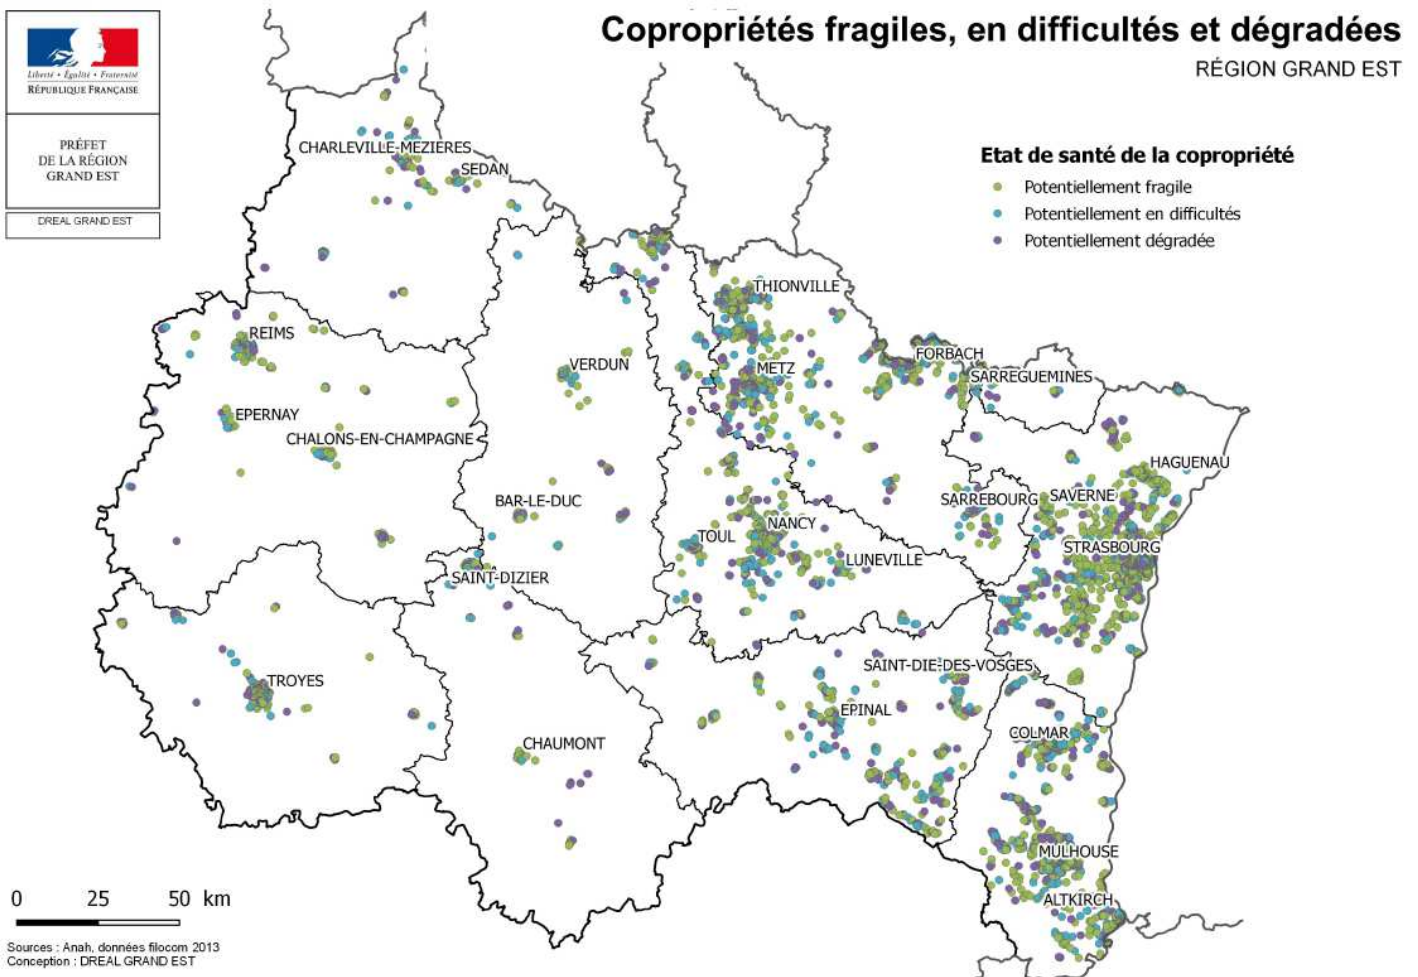 Copropriétés fragiles, en difficultés et dégradées
RÉGION GRAND EST
Liberté • Égalité • Fraternité
RÉPUBLIQUE FRANÇAISE
PRÉFET
DE LA RÉGION
GRAND EST
DREAL GRAND EST
Etat de santé de la copropriété
Potentiellement fragile
Potentiellement en difficultés
Potentiellement dégradée
CHARLEVILLE-MEZIERES
SEDAN
THIONVILLE
REIMS
FORBACH
VERDUN
METZ
SARREGUEMINES
EPERNAY
CHALONS-EN-CHAMPAGNE
HAGUENAU
BAR-LE-DUC
SARREBOURG
SAVERNE
NANCY
TOUL
STRASBOURG
LUNEVILLE
SAINT-DIZIER
SAINT-DIE-DES-VOSGES
TROYES
EPINAL
COLMAR
CHAUMONT
MULHOUSE
ALTKIRCH
0 25 50 km
Sources : Anah, données filocom 2013
Conception : DREAL GRAND EST